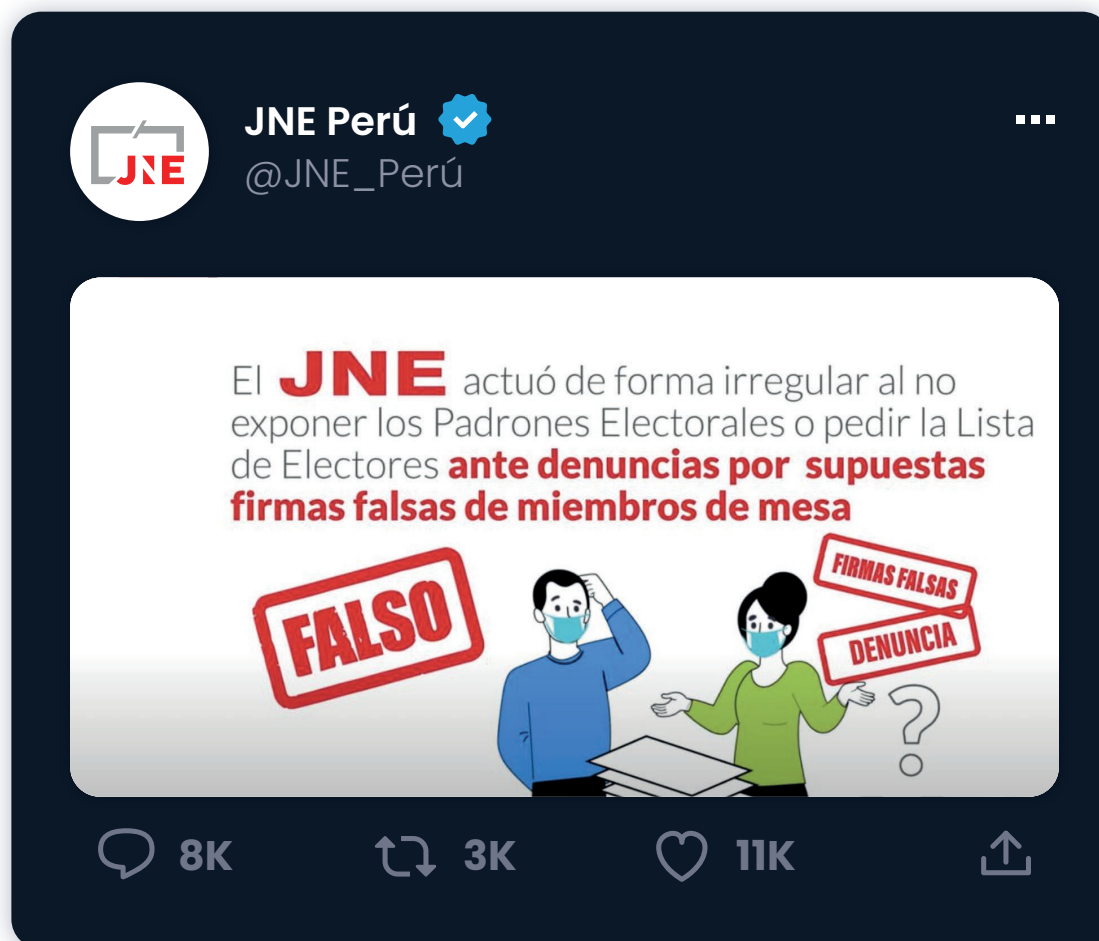 JNE
JNE Perú
@JNE_Perú
El JNE actuó de forma irregular al no
exponer los Padrones Electorales o pedir la Lista
de Electores ante denuncias por supuestas
firmas falsas de miembros de mesa
FALSO
FIRMAS FALSAS
DENUNCIA
?
8K
3K
11K